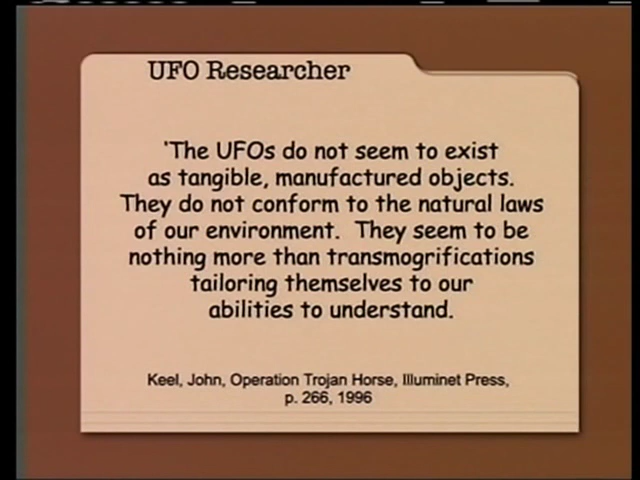 UFO Researcher
'The UFOs do not seem to exist
as tangible, manufactured objects.
They do not conform to the natural laws
of our environment.  They seem to be
nothing more than transmogrifications
tailoring themselves to our
abilities to understand.
Keel, John, Operation Trojan Horse, Illuminet Press,
p. 266, 1996